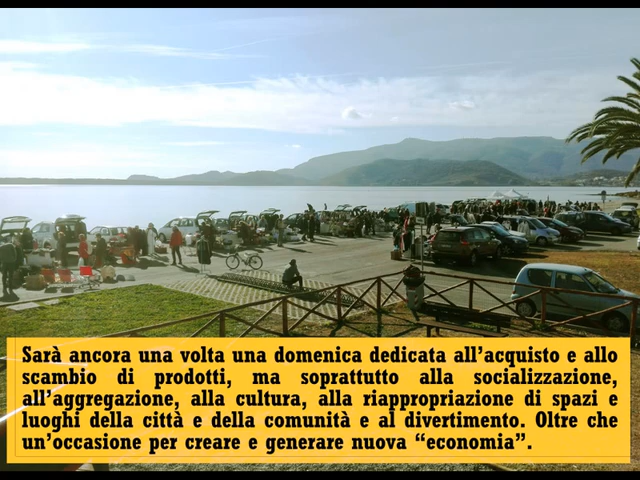 Sarà ancora una volta una domenica dedicata all’acquisto e allo
scambio di prodotti, ma soprattutto alla socializzazione,
all’aggregazione, alla cultura, alla riappropriazione di spazi e
luoghi della città e della comunità e al divertimento. Oltre che
un’occasione per creare e generare nuova “economia”.